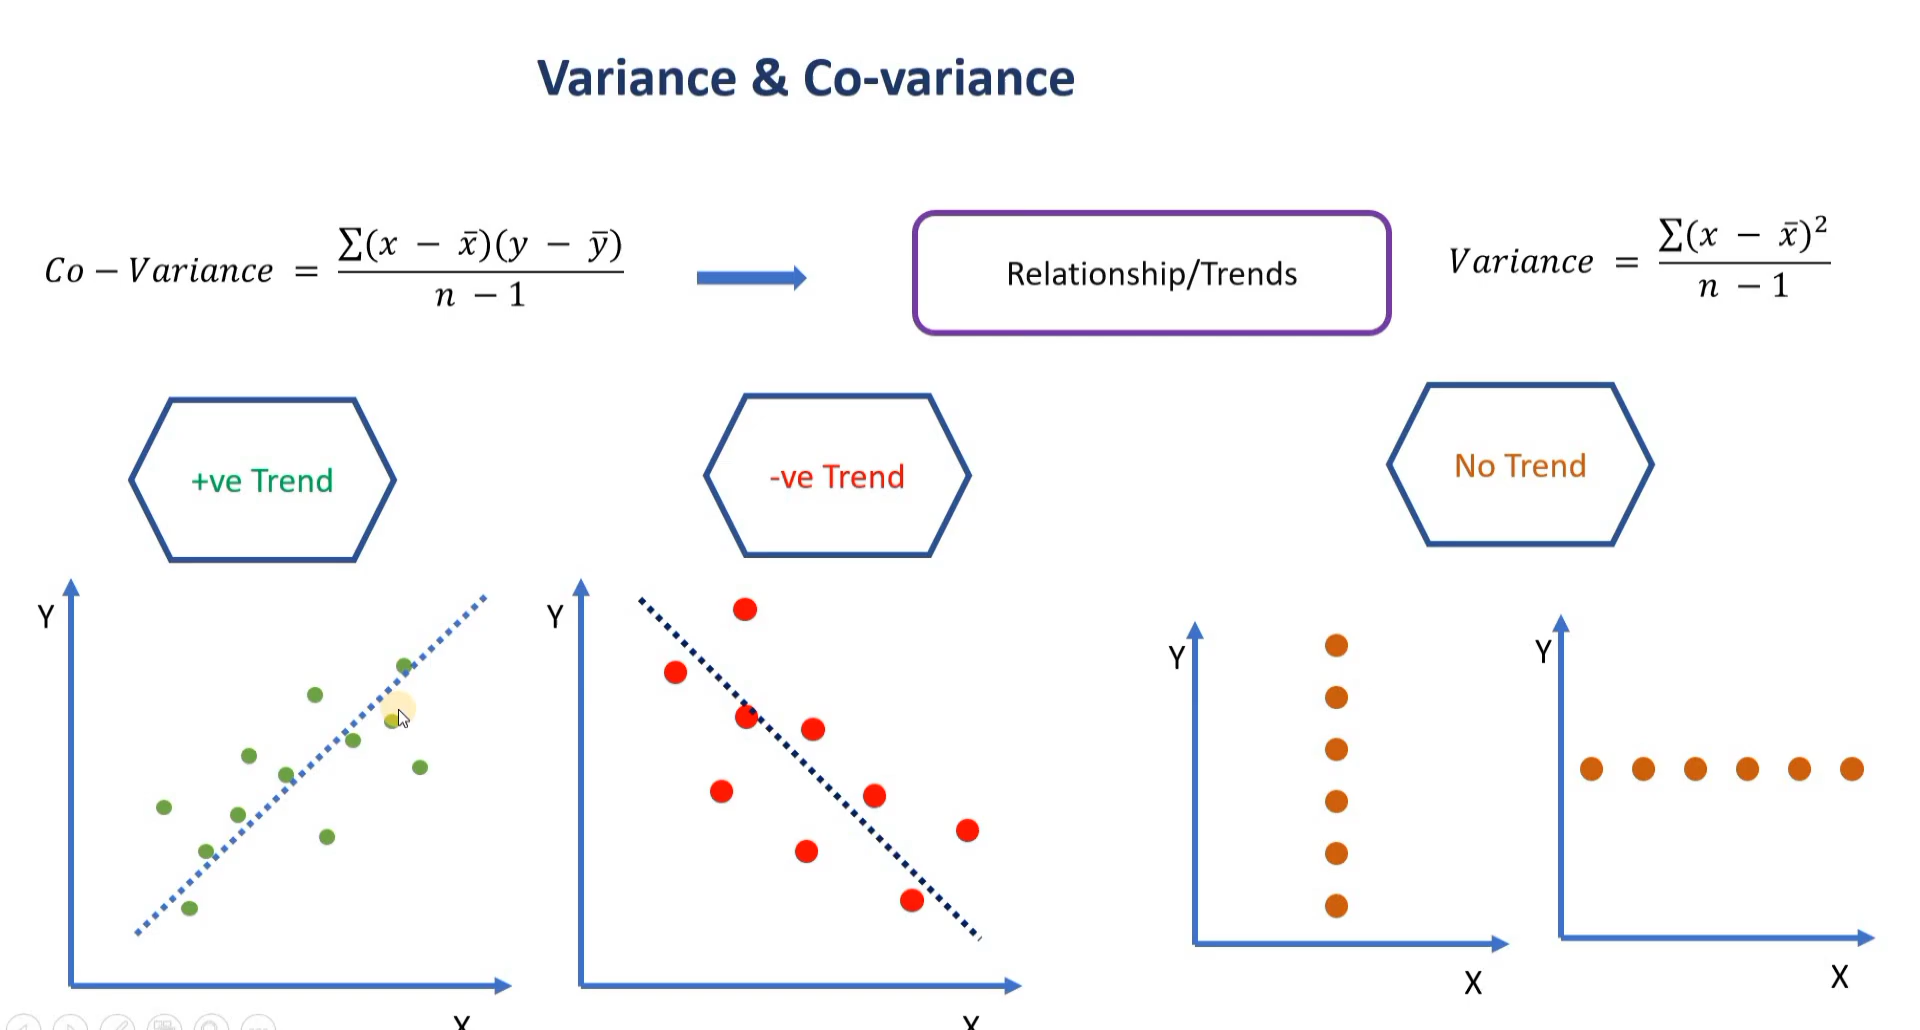 Variance & Co-variance
Co − Variance = ∑(x − x̄)(y − ȳ) / n − 1
Relationship/Trends
Variance = ∑(x − x̄)² / n − 1
+ve Trend
-ve Trend
No Trend
Y
Y
Y
Y
X
X
X
X